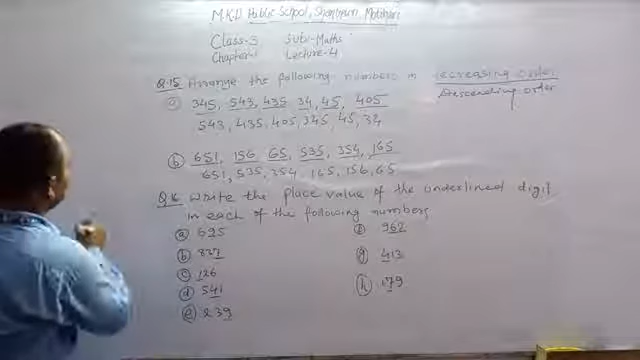 M.K.D Public School, Shantipuri Motihari
Class-3 Sub:- Maths
Chapter-1 Lecture-4
Q.15 Arrange the following numbers in decreasing order
Descending order
(a) 345, 543, 435 34, 45, 405
543, 435, 405, 345, 45, 34
(b) 651, 156 65, 535, 354, 165
651, 535, 354 165, 156, 65
Q.16 Write the place value of the underlined digit
in each of the following numbers
(a) 695
(b) 837
(c) 126
(d) 541
(e) 239
(f) 962
(g) 413
(h) 179